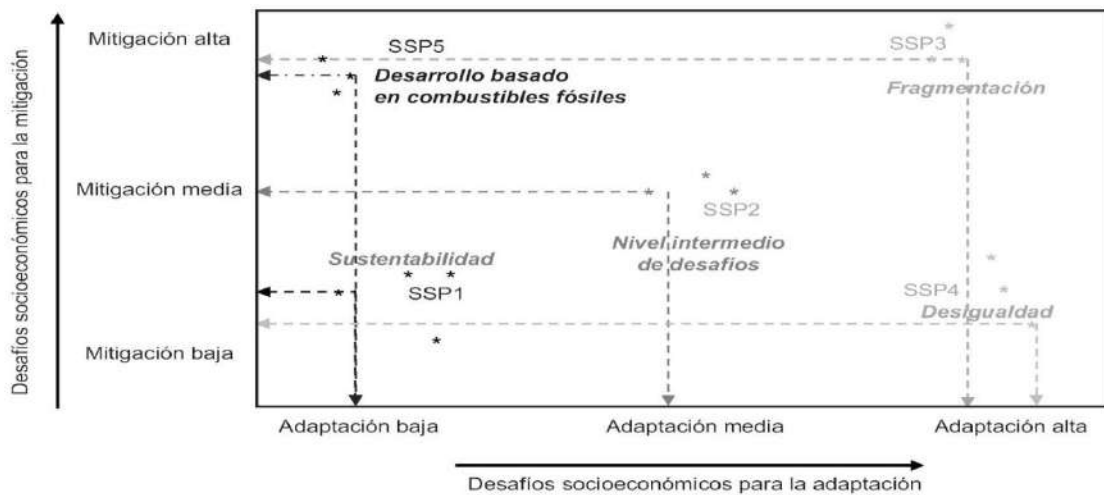 Desafíos socioeconómicos para la mitigación
Mitigación alta
SSP5
Desarrollo basado
en combustibles fósiles
SSP3
Fragmentación
Mitigación media
SSP2
Nivel intermedio
de desafios
Sustentabilidad
SSP1
SSP4
Desigualdad
Mitigación baja
Adaptación baja
Adaptación media
Adaptación alta
Desafíos socioeconómicos para la adaptación